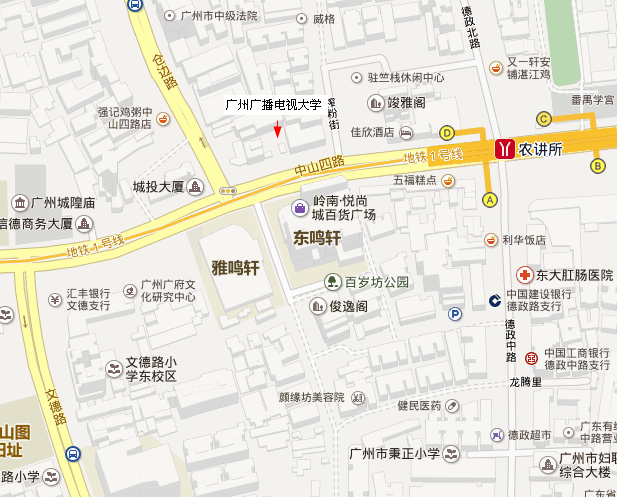 广州市中级法院
威格
德政北路
仓边路
驻竺栈休闲中心
又一轩安
铺湛江鸡
竣雅阁
番禺学宫
广州广播电视大学
强记鸡粥中
山四路店
榨粉街
佳欣酒店
D
C
农讲所
中山四路
地铁1号线
B
五福糕点
城投大厦
A
广州城隍庙
岭南·悦尚
城百货广场
信德商务大厦
东鸣轩
利华饭店
地铁1号线
雅鸣轩
东大肛肠医院
百岁坊公园
汇丰银行
文德支行
广州广府文
化研究中心
俊逸阁
中国建设银行
德政路支行
P
德政中路
文德路小
学东校区
中国工商银行
德政中路支行
龙腾里
文德路
颜缘坊美容院
健民医药
山图
旧址
德政超市
广东有线
中路营业
广州市秉正小学
广州市妇联
综合大楼
路小学
广东省